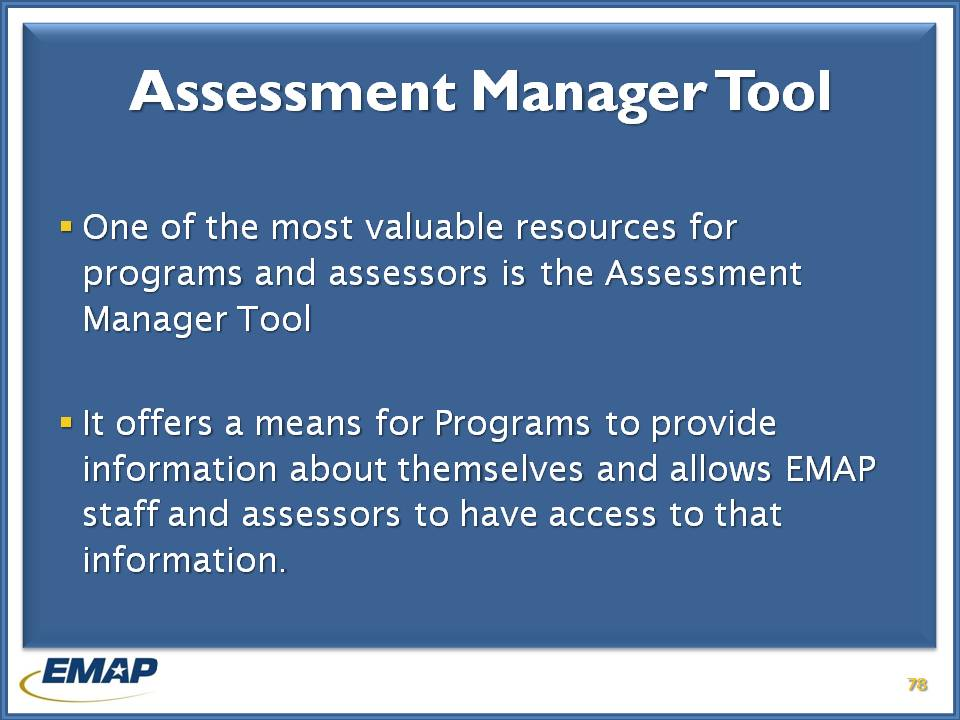 Assessment Manager Tool
One of the most valuable resources for
programs and assessors is the Assessment
Manager Tool
It offers a means for Programs to provide
information about themselves and allows EMAP
staff and assessors to have access to that
information.
EMAP
78